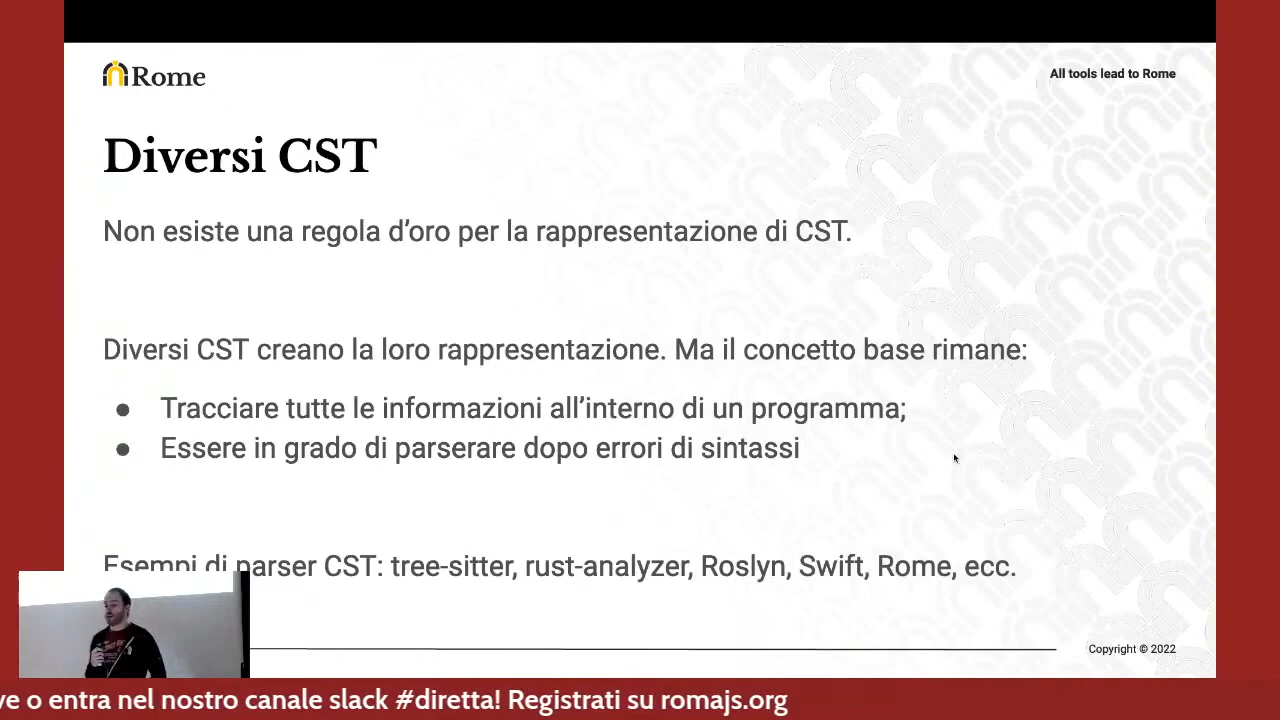 Rome
All tools lead to Rome
Diversi CST
Non esiste una regola d’oro per la rappresentazione di CST.
Diversi CST creano la loro rappresentazione. Ma il concetto base rimane:
● Tracciare tutte le informazioni all’interno di un programma;
● Essere in grado di parserare dopo errori di sintassi
Esempi di parser CST: tree-sitter, rust-analyzer, Roslyn, Swift, Rome, ecc.
Copyright © 2022
ve o entra nel nostro canale slack #diretta! Registrati su romajs.org